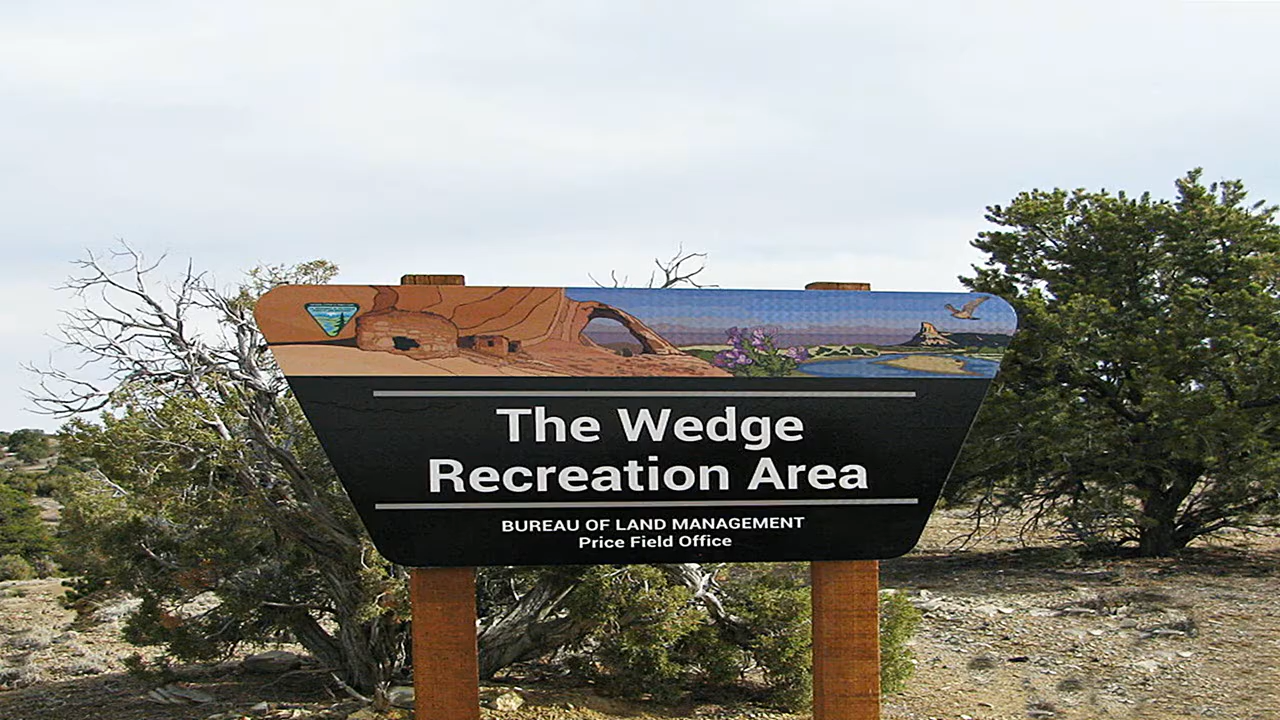 The Wedge
Recreation Area
BUREAU OF LAND MANAGEMENT
Price Field Office